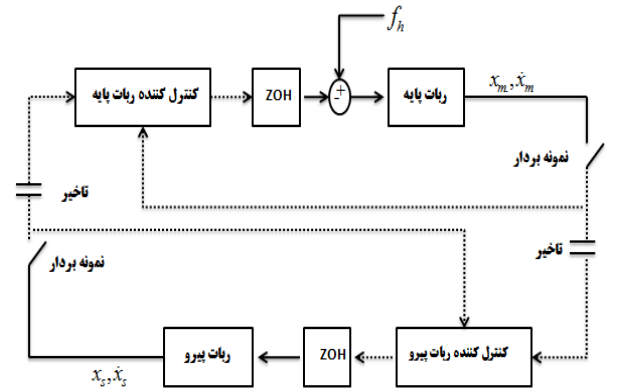 f_h
کنترل کننده ربات پایه
ZOH
+
-
ربات پایه
x_m, ẋ_m
نمونه بردار
تاخیر
تاخیر
نمونه بردار
ربات پیرو
ZOH
کنترل کننده ربات پیرو
x_s, ẋ_s